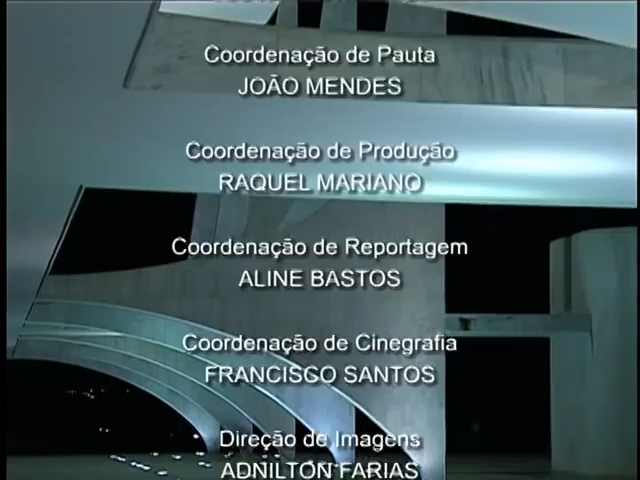 Coordenação de Pauta
JOÃO MENDES
Coordenação de Produção
RAQUEL MARIANO
Coordenação de Reportagem
ALINE BASTOS
Coordenação de Cinegrafia
FRANCISCO SANTOS
Direção de Imagens
ADNILTON FARIAS